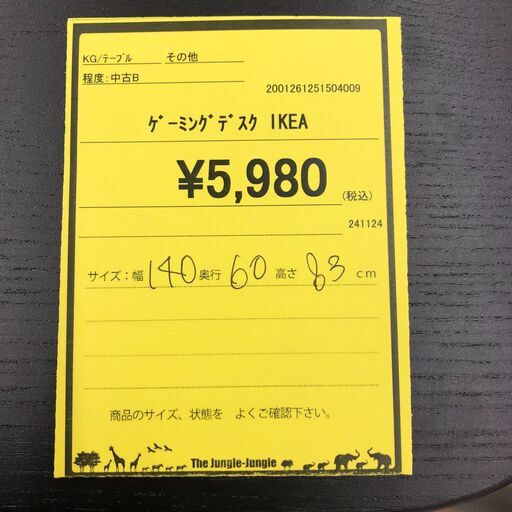 KG/テーブル その他
程度:中古B
2001261251504009
ｹﾞｰﾐﾝｸﾞﾃﾞｽｸ IKEA
¥5,980 (税込)
241124
サイズ:幅 140 奥行 60 高さ 83 cm
商品のサイズ、状態を よくご確認下さい。
The Jungle-Jungle